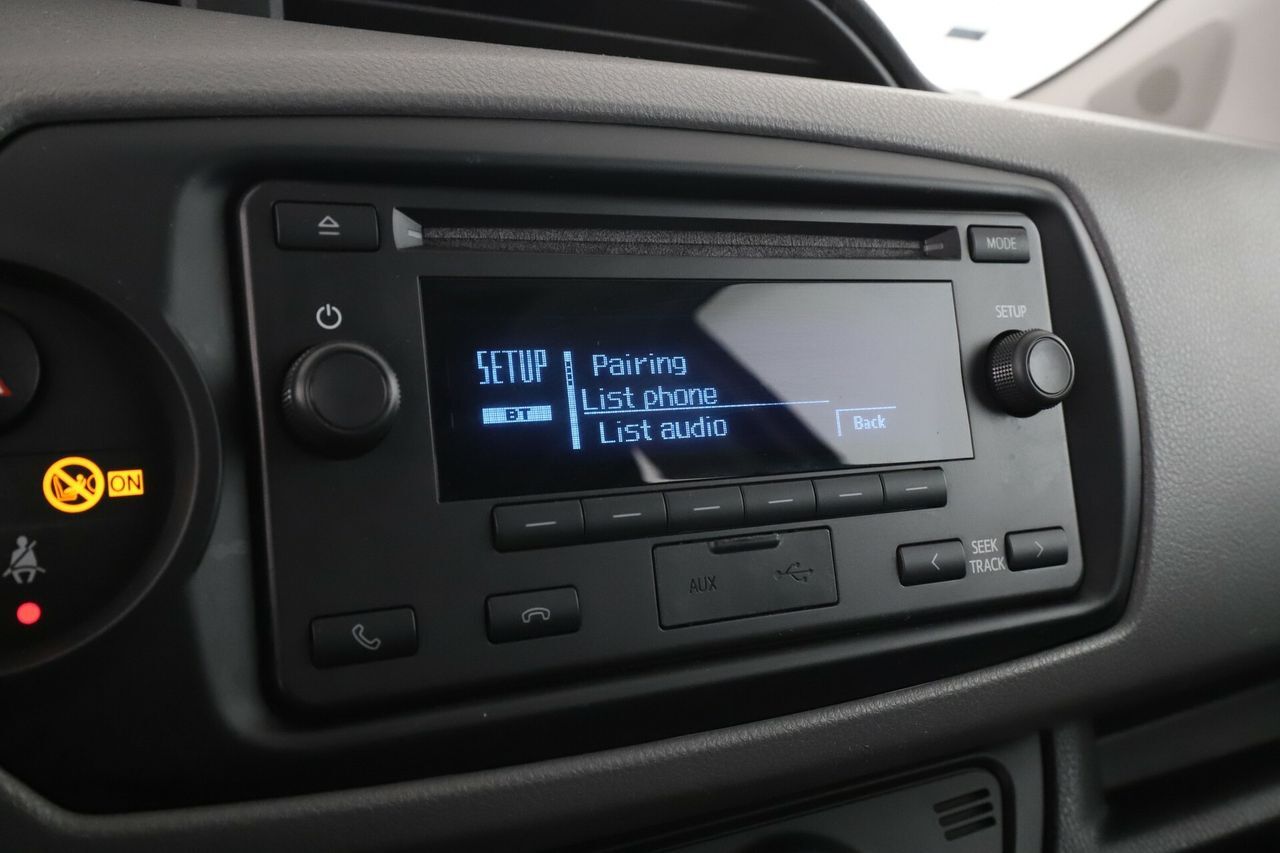 MODE
SETUP
SETUP
BT
Pairing
List phone
List audio
Back
ON
AUX
SEEK
TRACK